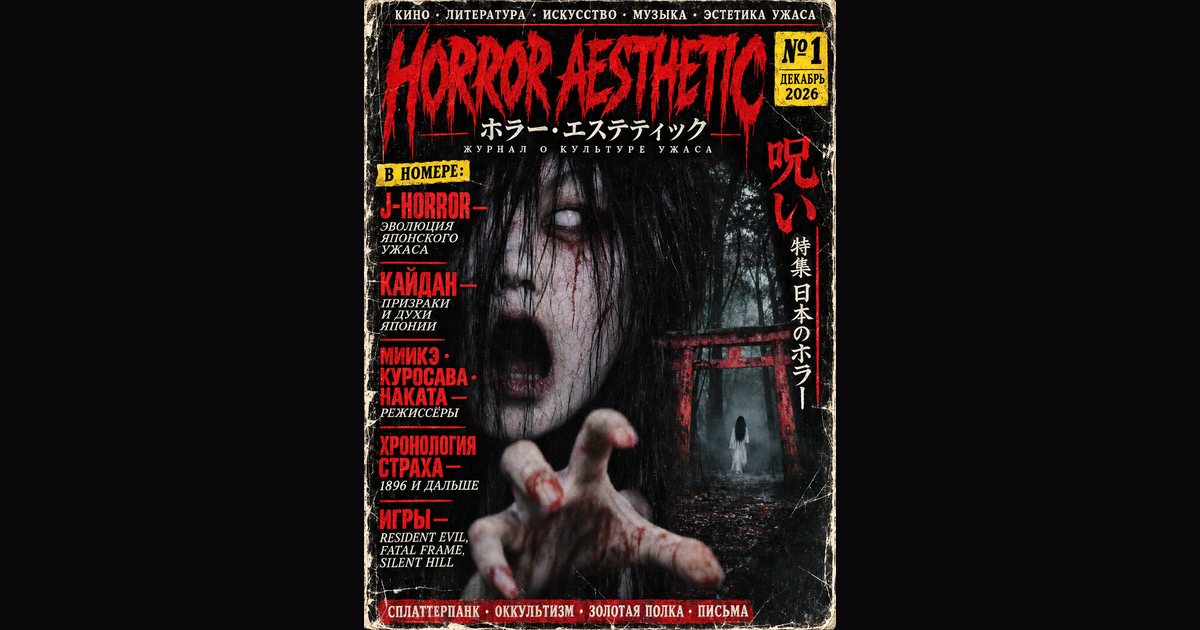 КИНО · ЛИТЕРАТУРА · ИСКУССТВО · МУЗЫКА · ЭСТЕТИКА УЖАСА
HORROR AESTHETIC
№1
ДЕКАБРЬ
2026
ホラー・エステティック
ЖУРНАЛ О КУЛЬТУРЕ УЖАСА
呪い
特集 日本のホラー
В НОМЕРЕ:
J-HORROR—
ЭВОЛЮЦИЯ
ЯПОНСКОГО
УЖАСА
КАЙДАН—
ПРИЗРАКИ
И ДУХИ
ЯПОНИИ
МИИКЭ ·
КУРОСАВА ·
НАКАТА—
РЕЖИССЁРЫ
ХРОНОЛОГИЯ
СТРАХА—
1896 И ДАЛЬШЕ
ИГРЫ—
RESIDENT EVIL,
FATAL FRAME,
SILENT HILL
СПЛАТТЕРПАНК · ОККУЛЬТИЗМ · ЗОЛОТАЯ ПОЛКА · ПИСЬМА